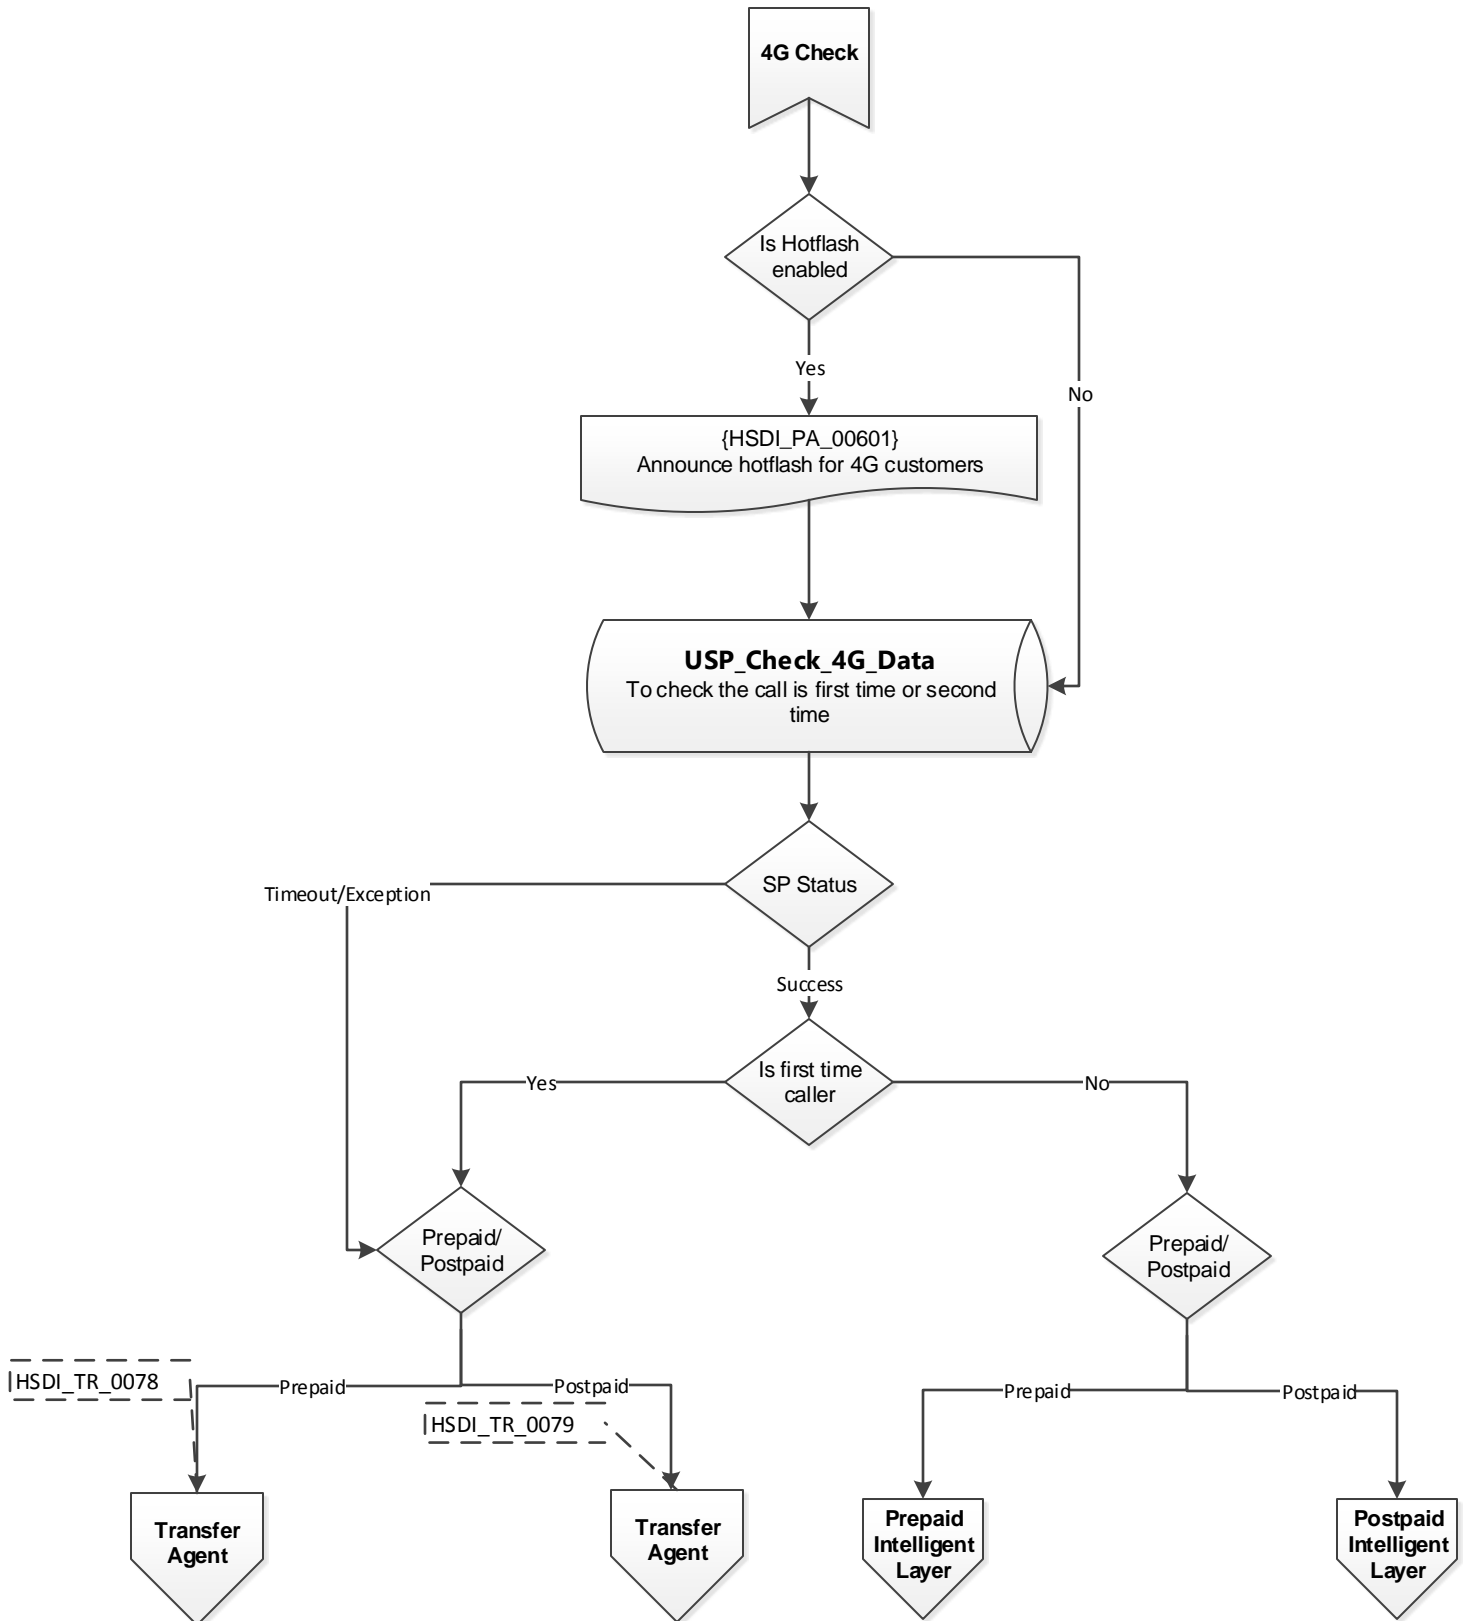 4G Check
Is Hotflash
enabled
Yes
No
{HSDI_PA_00601}
Announce hotflash for 4G customers
USP_Check_4G_Data
To check the call is first time or second
time
SP Status
Timeout/Exception
Success
Is first time
caller
Yes
No
Prepaid/
Postpaid
Prepaid/
Postpaid
HSDI_TR_0078
Prepaid
Postpaid
HSDI_TR_0079
Prepaid
Postpaid
Transfer
Agent
Transfer
Agent
Prepaid
Intelligent
Layer
Postpaid
Intelligent
Layer